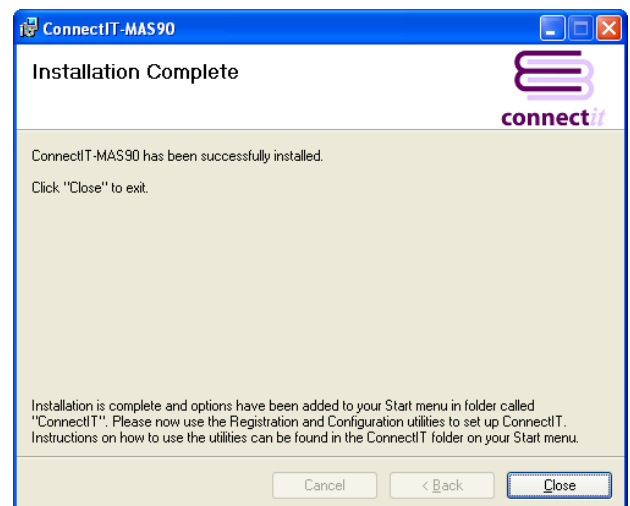 ConnectIT-MAS90
Installation Complete
connectit
ConnectIT-MAS90 has been successfully installed.
Click "Close" to exit.
Installation is complete and options have been added to your Start menu in folder called
"ConnectIT". Please now use the Registration and Configuration utilities to set up ConnectIT.
Instructions on how to use the utilities can be found in the ConnectIT folder on your Start menu.
Cancel
< Back
Close